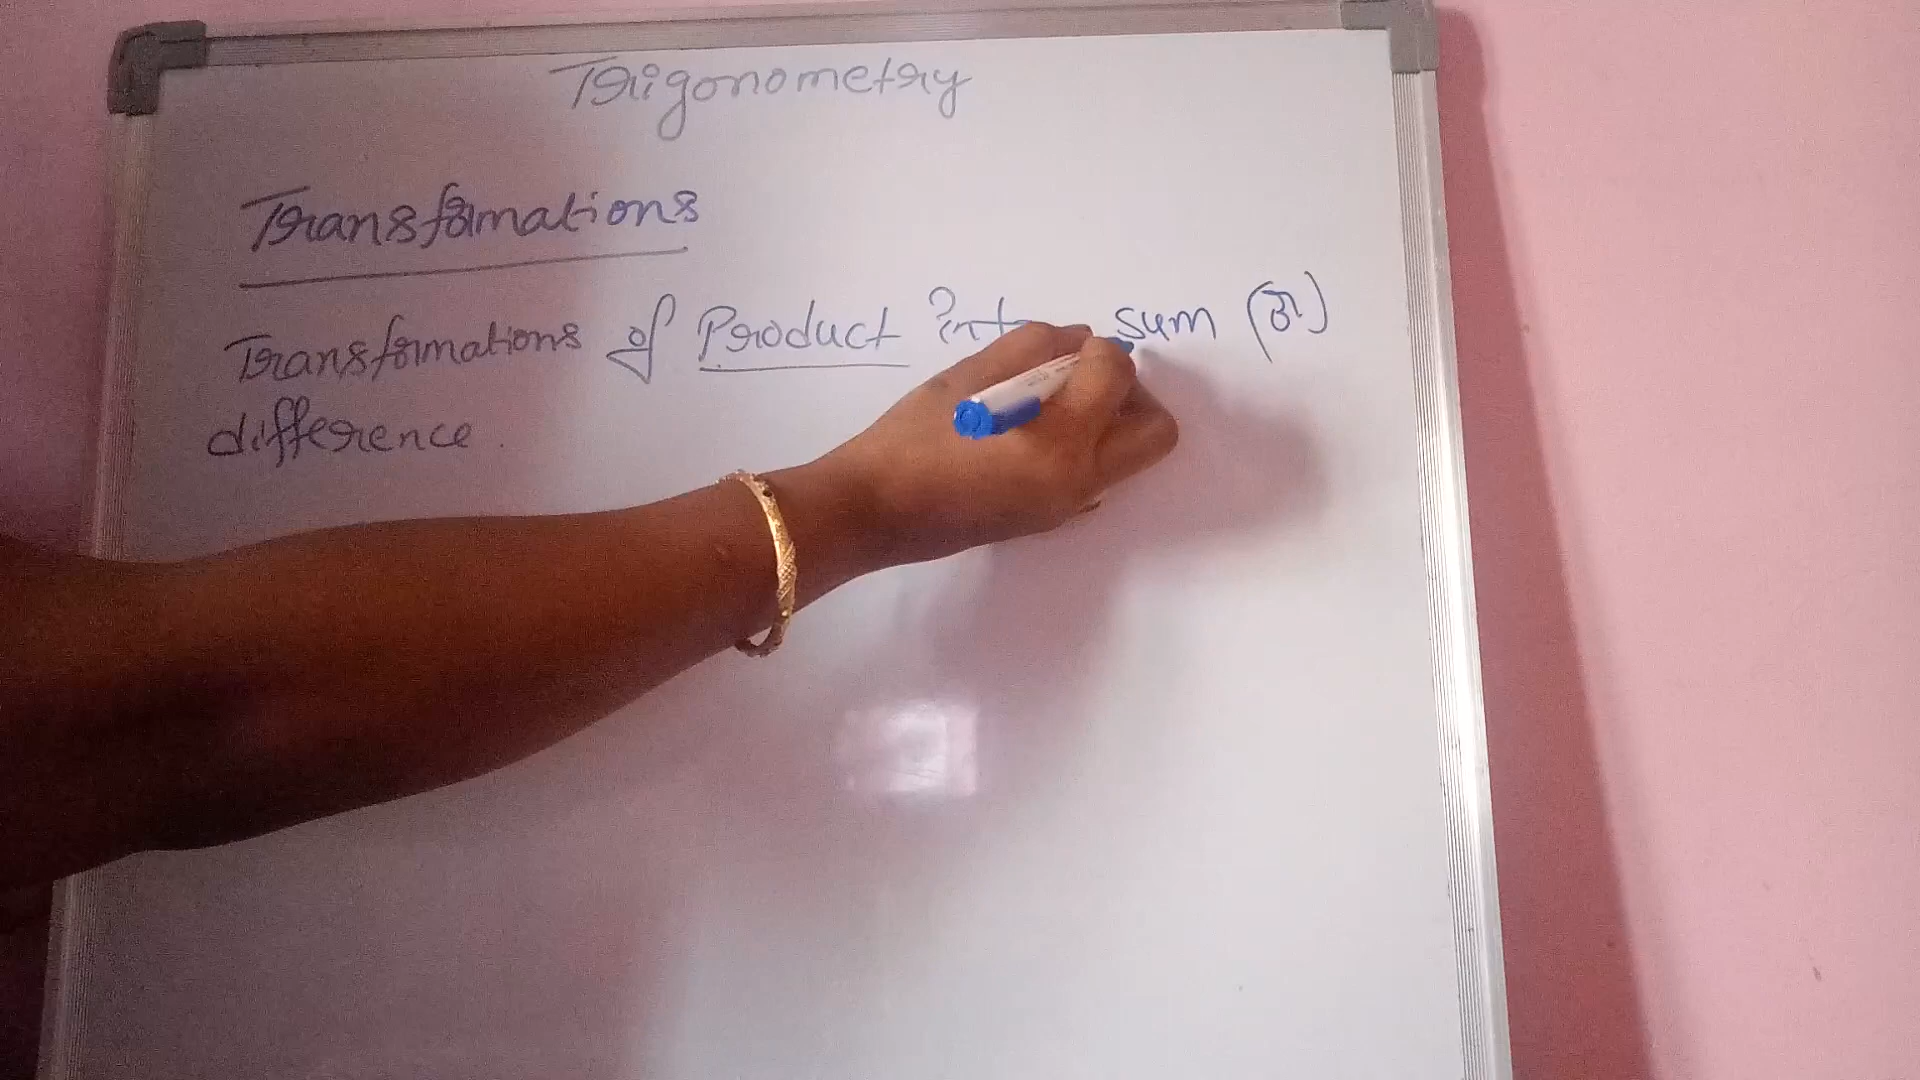 Trigonometry
Transformations
Transformations of Product into sum (or)
difference.